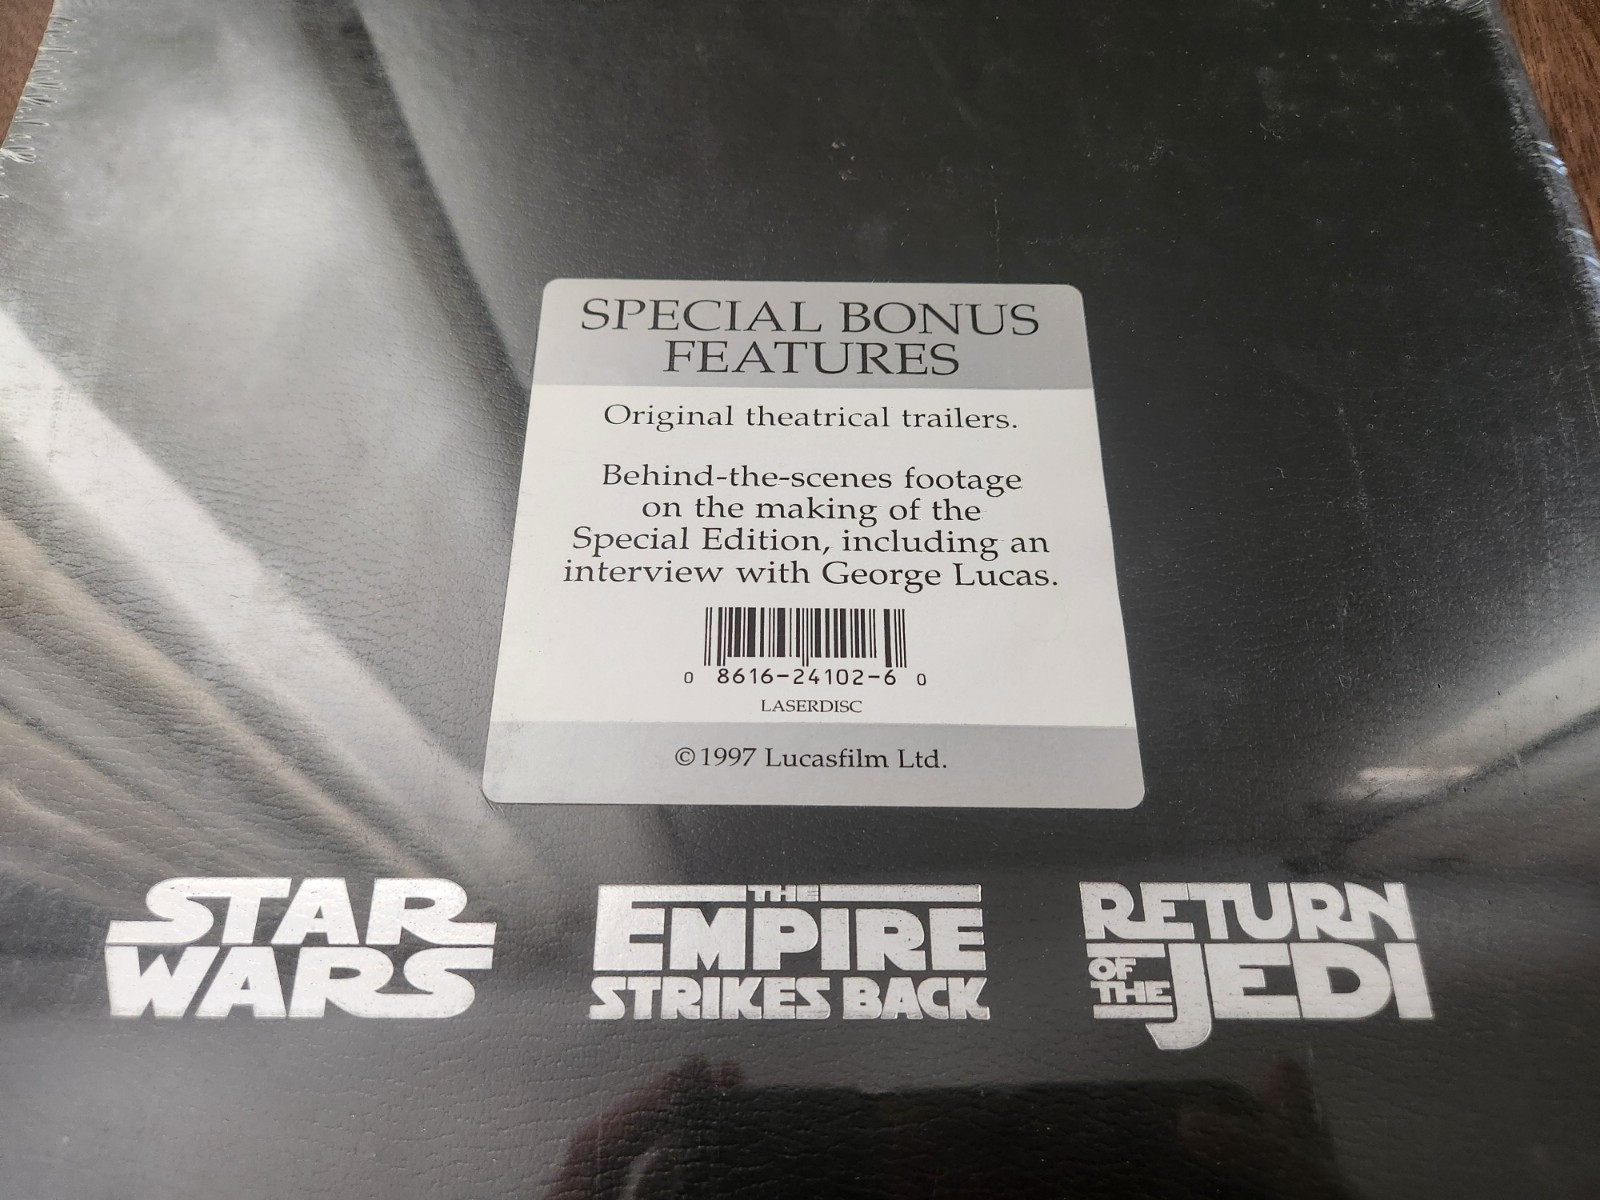 SPECIAL BONUS
FEATURES
Original theatrical trailers.
Behind-the-scenes footage
on the making of the
Special Edition, including an
interview with George Lucas.
0 8616-24102-6 0
LASERDISC
©1997 Lucasfilm Ltd.
STAR
WARS
THE
EMPIRE
STRIKES BACK
RETURN
OF
THE
JEDI